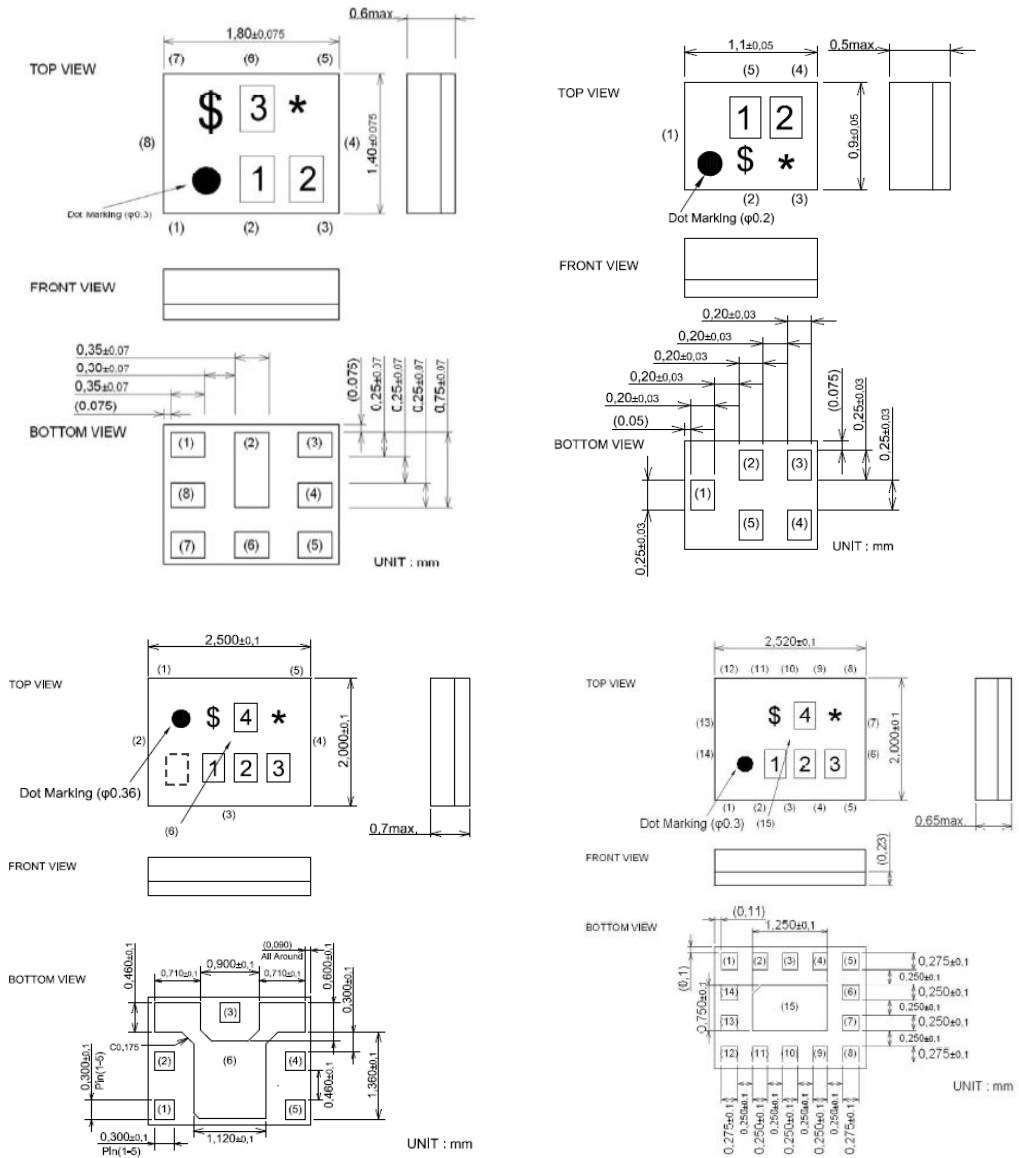 0.6max.
1,80±0,075
(7) (6) (5)
TOP VIEW
$ 3 *
(8) (4)
1,40±0,075
1 2
Dot Marking (φ0.3)
(1) (2) (3)
FRONT VIEW
0,35±0,07
0,30±0,07
0,35±0,07
(0.075)
(0.075)
0,25±0,07
0,25±0,07
0,25±0,07
0,75±0,07
BOTTOM VIEW
(1) (2) (3)
(8) (4)
(7) (6) (5)
UNIT : mm
1,1±0,05
0,5max.
(5) (4)
TOP VIEW
1 2
(1)
0,9±0,05
$ *
(2) (3)
Dot Marking (φ0.2)
FRONT VIEW
0,20±0,03
0,20±0,03
0,20±0,03
0,20±0,03
0,20±0,03
(0.05)
(0.075)
0,25±0,03
0,25±0,03
BOTTOM VIEW
(2) (3)
(1)
(5) (4)
0,25±0,03
UNIT : mm
2,500±0,1
(1) (5)
TOP VIEW
$ 4 *
(2) (4)
2,000±0,1
1 2 3
Dot Marking (φ0.36)
(3)
(6)
0,7max.
FRONT VIEW
(0,090)
All Around
0,900±0,1
0,710±0,1 0,710±0,1
0,460±0,1
0,600±0,1
0,300±0,1
BOTTOM VIEW
(3)
C0,175
(2) (6) (4)
(1) (5)
0,300±0,1
Pin(1-5)
0,460±0,1
1,360±0,1
0,300±0,1
Pin(1-5)
1,120±0,1
UNIT : mm
2,520±0,1
(12) (11) (10) (9) (8)
TOP VIEW
$ 4 *
(13) (7)
(14) (6)
2,000±0,1
1 2 3
(1) (2) (3) (4) (5)
Dot Marking (φ0.3) (15)
0.65max.
FRONT VIEW
(0,23)
(0,11)
1,250±0,1
BOTTOM VIEW
(1) (2) (3) (4) (5)
(14) (6)
(15)
(13) (7)
(12) (11) (10) (9) (8)
(0,1)
0,750±0,1
0,275±0,1
0,250±0,1
0,250±0,1
0,250±0,1
0,250±0,1
0,250±0,1
0,275±0,1
UNIT : mm
0,275±0,1
0,250±0,1
0,250±0,1
0,250±0,1
0,250±0,1
0,250±0,1
0,250±0,1
0,250±0,1
0,275±0,1